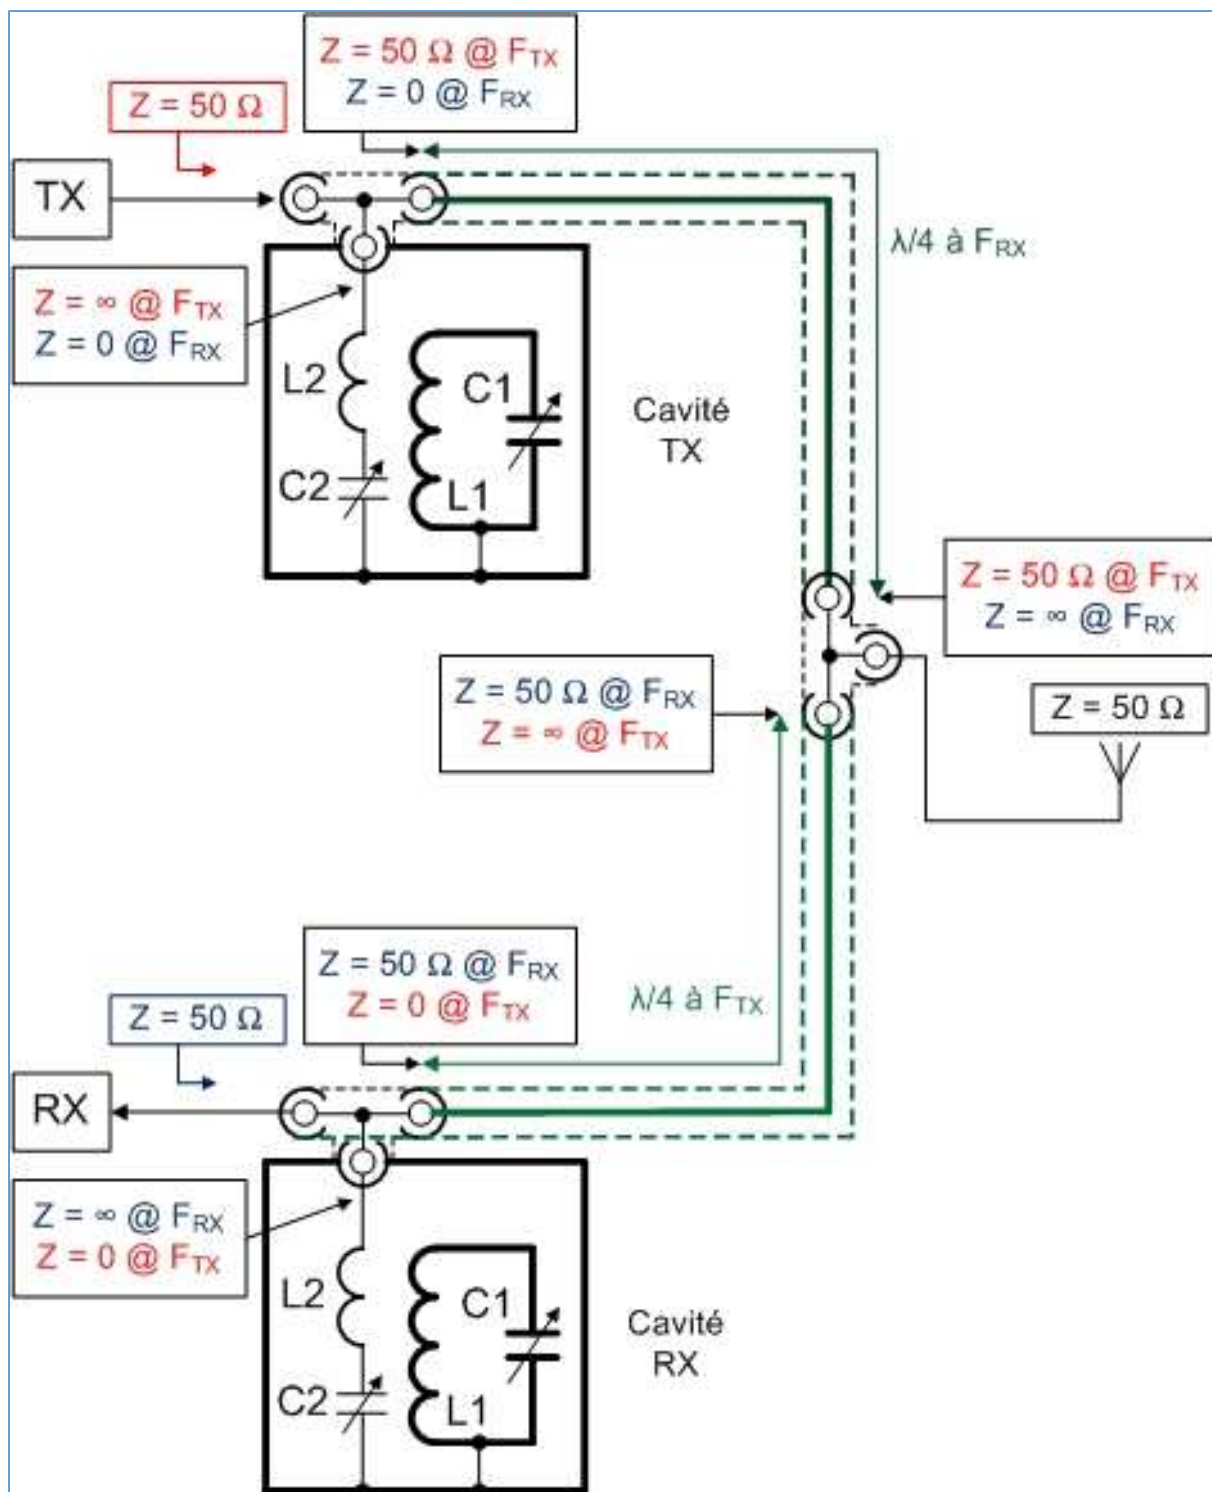 Z = 50 Ω @ FTX
Z = 0 @ FRX
Z = 50 Ω
TX
λ/4 à FRX
Z = ∞ @ FTX
Z = 0 @ FRX
L2
C1
C2
L1
Cavité
TX
Z = 50 Ω @ FTX
Z = ∞ @ FRX
Z = 50 Ω @ FRX
Z = ∞ @ FTX
Z = 50 Ω
Z = 50 Ω @ FRX
Z = 0 @ FTX
λ/4 à FTX
Z = 50 Ω
RX
Z = ∞ @ FRX
Z = 0 @ FTX
L2
C1
C2
L1
Cavité
RX